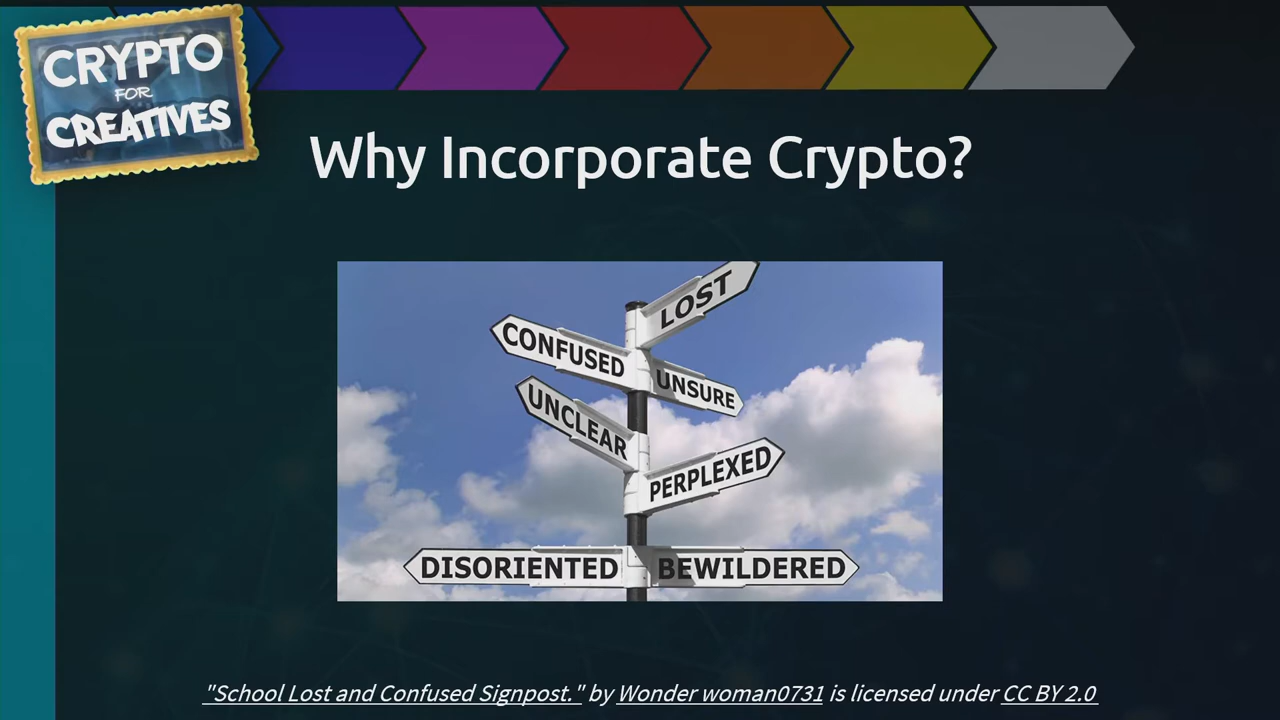 CRYPTO
FOR
CREATIVES
Why Incorporate Crypto?
LOST
CONFUSED
UNSURE
UNCLEAR
PERPLEXED
DISORIENTED BEWILDERED
"School Lost and Confused Signpost." by Wonder woman0731 is licensed under CC BY 2.0